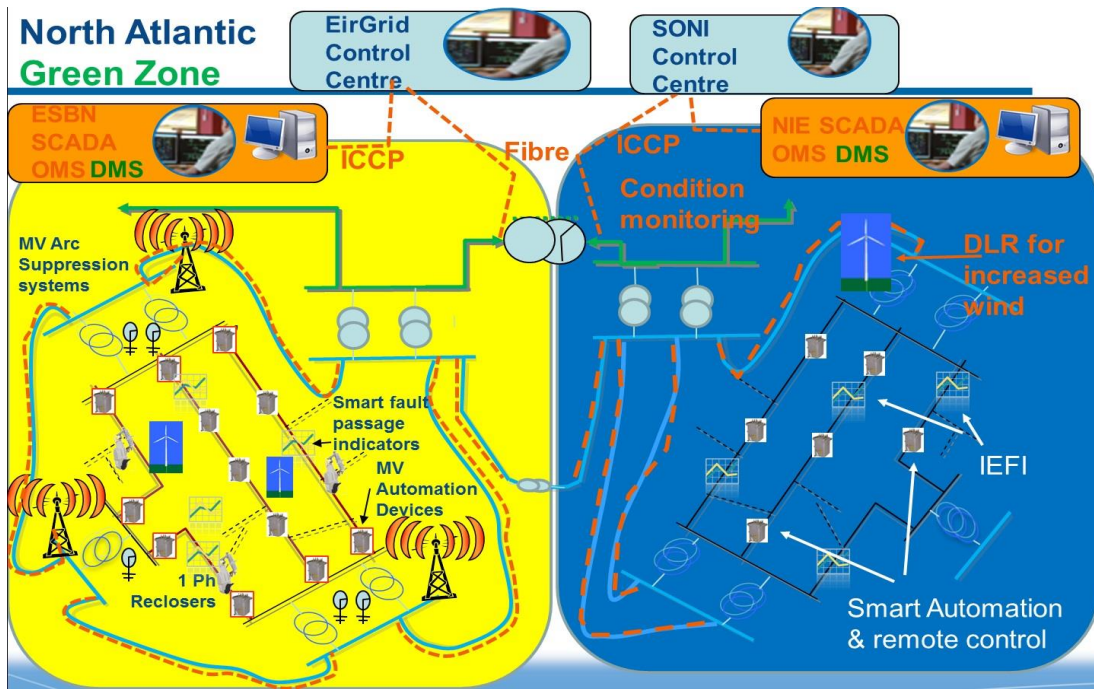 North Atlantic
Green Zone
EirGrid
Control
Centre
SONI
Control
Centre
ESBN
SCADA
OMS DMS
ICCP
Fibre
ICCP
NIE SCADA
OMS DMS
Condition
monitoring
MV Arc
Suppression
systems
DLR for
increased
wind
Smart fault
passage
indicators
MV
Automation
Devices
IEFI
1 Ph
Reclosers
Smart Automation
& remote control